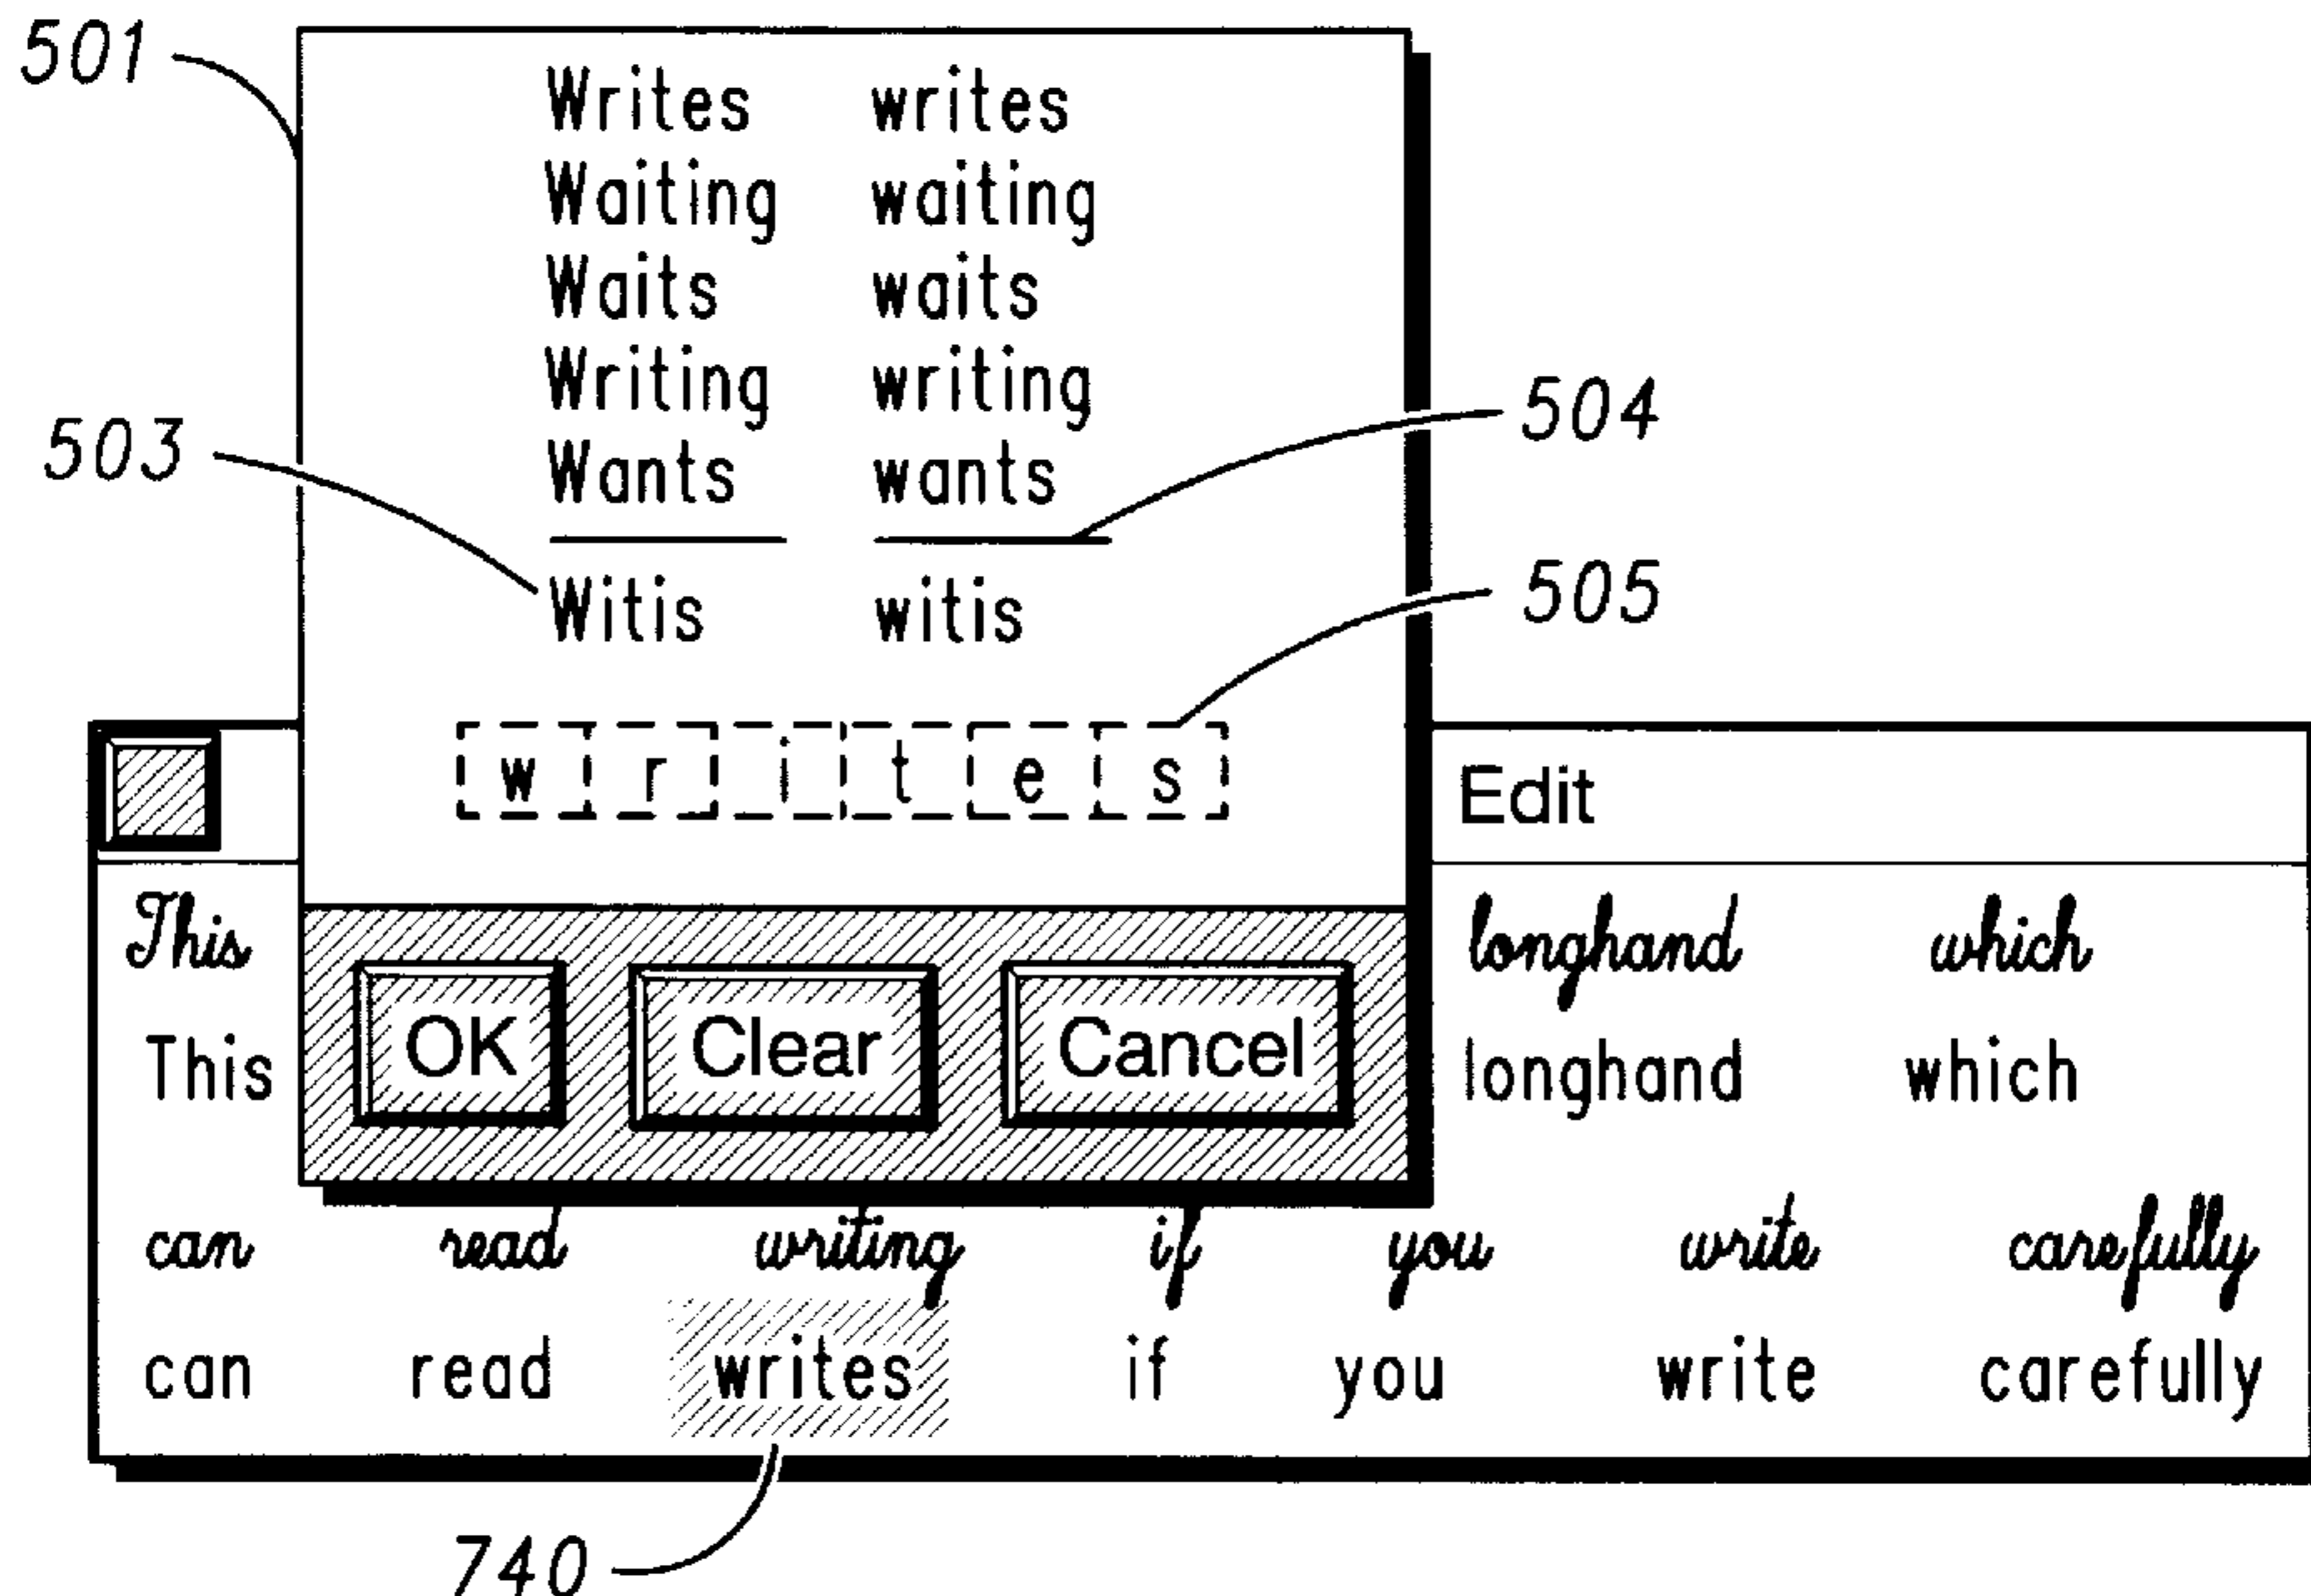 501
Writes writes
Waiting waiting
Waits waits
Writing writing
503
504
Wants wants
Witis witis
505
w r i t e s
Edit
This longhand which
OK Clear Cancel
This longhand which
can read writing if you write carefully
can read writes if you write carefully
740